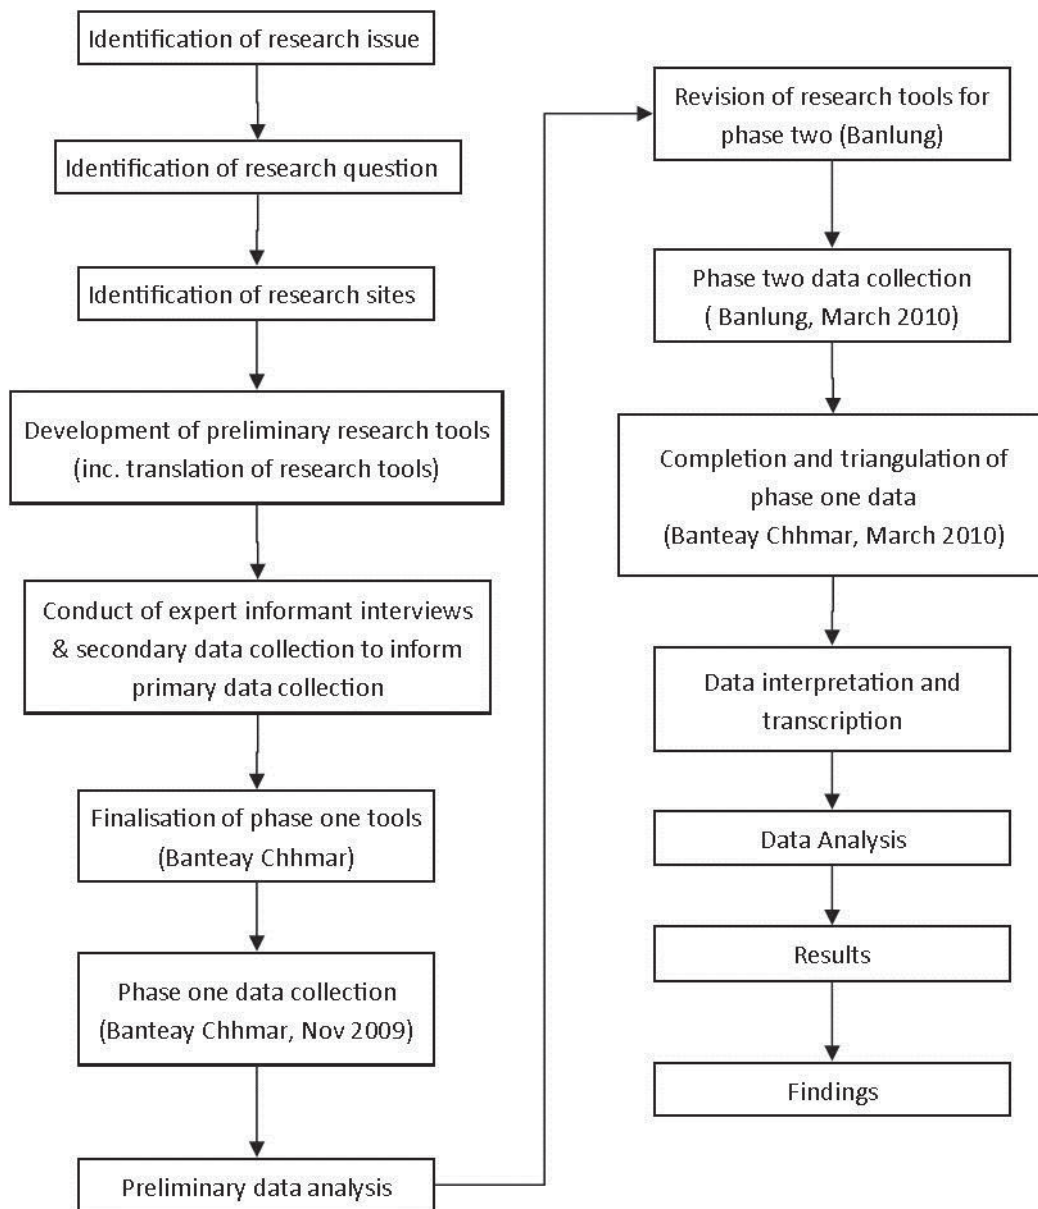 Identification of research issue
Identification of research question
Identification of research sites
Development of preliminary research tools
(inc. translation of research tools)
Conduct of expert informant interviews
& secondary data collection to inform
primary data collection
Finalisation of phase one tools
(Banteay Chhmar)
Phase one data collection
(Banteay Chhmar, Nov 2009)
Preliminary data analysis
Revision of research tools for
phase two (Banlung)
Phase two data collection
( Banlung, March 2010)
Completion and triangulation of
phase one data
(Banteay Chhmar, March 2010)
Data interpretation and
transcription
Data Analysis
Results
Findings